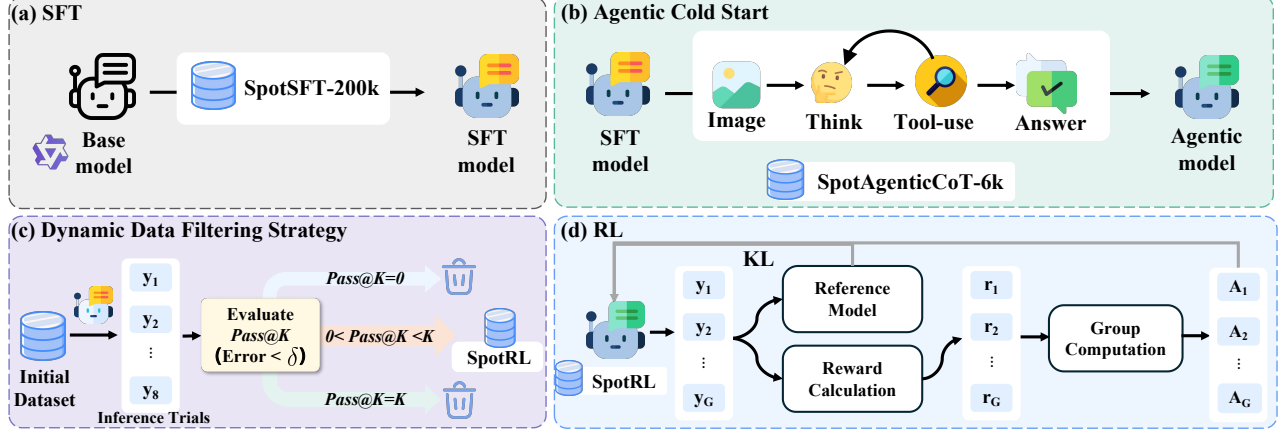 (a) SFT
Base
model
SpotSFT-200k
SFT
model
(b) Agentic Cold Start
SFT
model
Image
Think
Tool-use
Answer
SpotAgenticCoT-6k
Agentic
model
(c) Dynamic Data Filtering Strategy
Initial
Dataset
y1
y2
⋮
y8
Inference Trials
Evaluate
Pass@K
(Error < δ)
Pass@K=0
0< Pass@K <K
Pass@K=K
SpotRL
(d) RL
KL
SpotRL
y1
y2
⋮
yG
Reference
Model
Reward
Calculation
r1
r2
⋮
rG
Group
Computation
A1
A2
⋮
AG